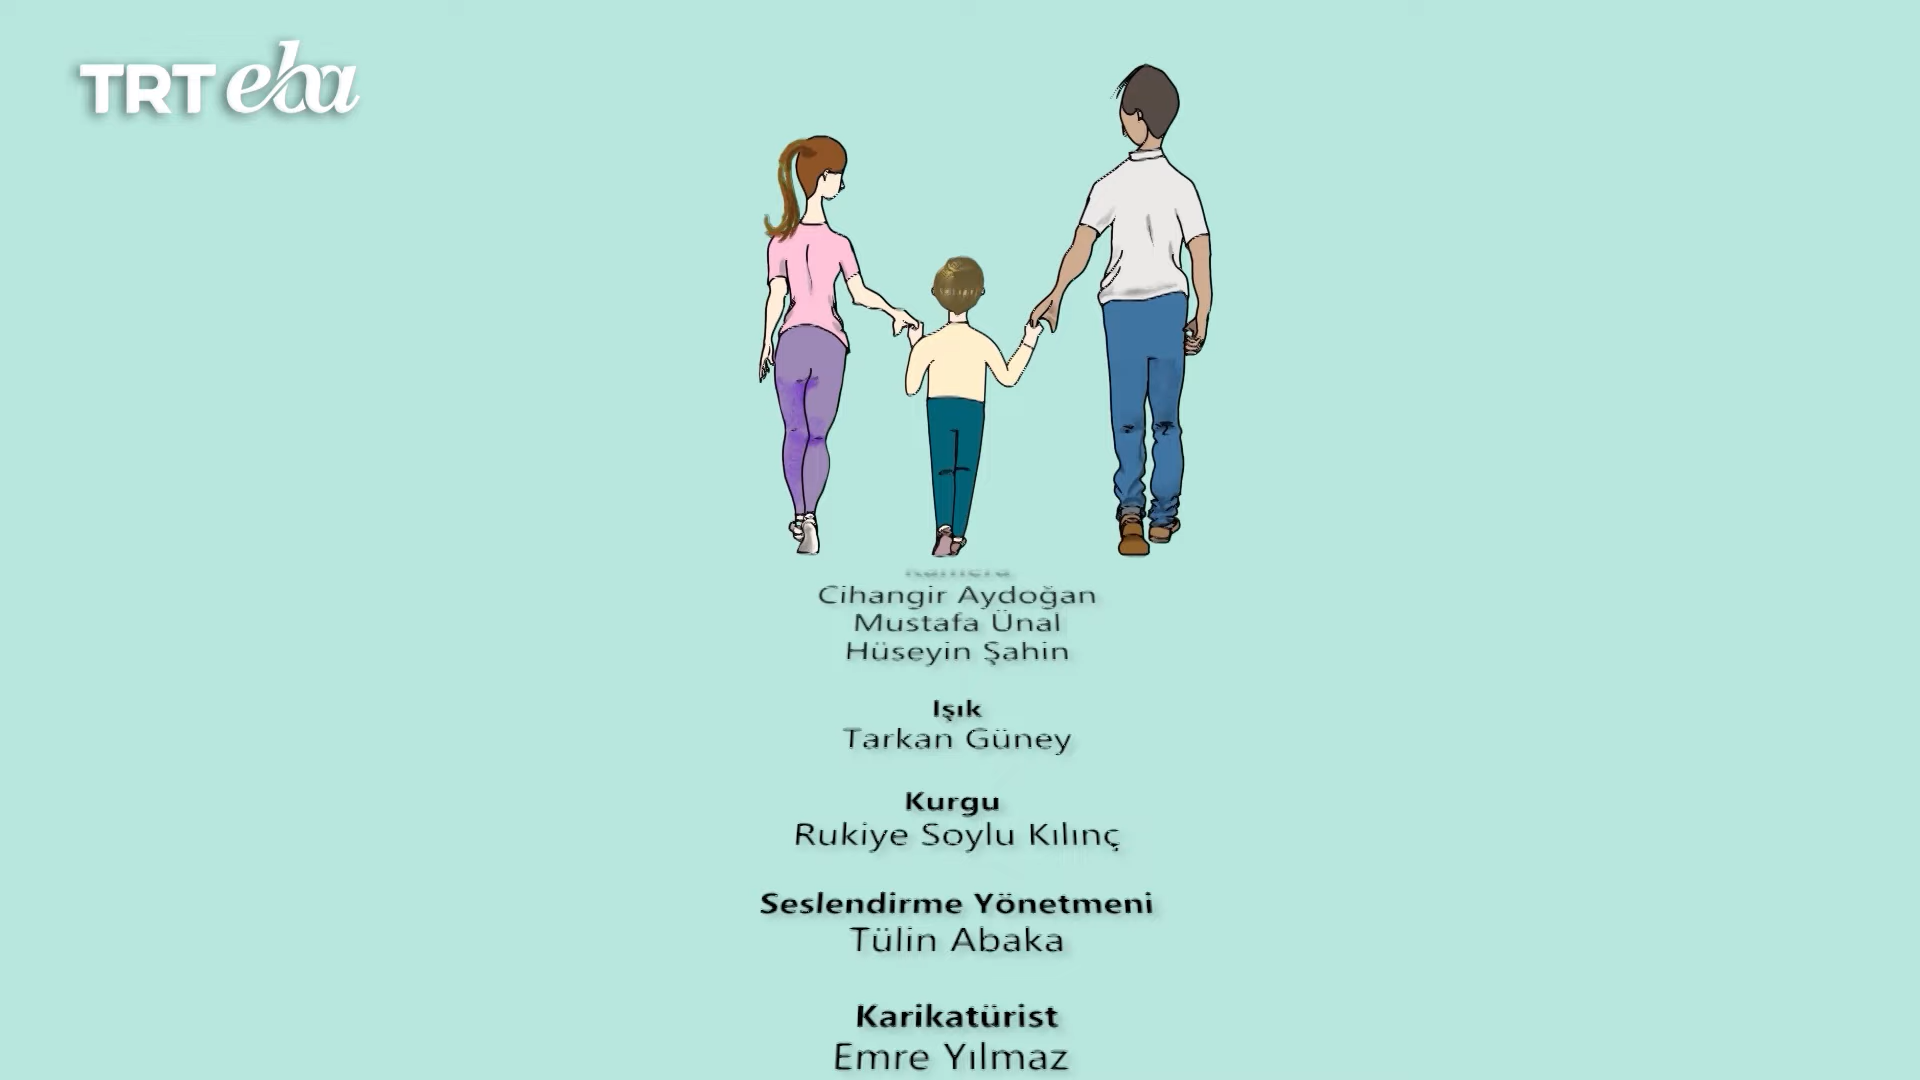 TRT eba
Cihangir Aydoğan
Mustafa Ünal
Hüseyin Şahin
Işık
Tarkan Güney
Kurgu
Rukiye Soylu Kılınç
Seslendirme Yönetmeni
Tülin Abaka
Karikatürist
Emre Yılmaz